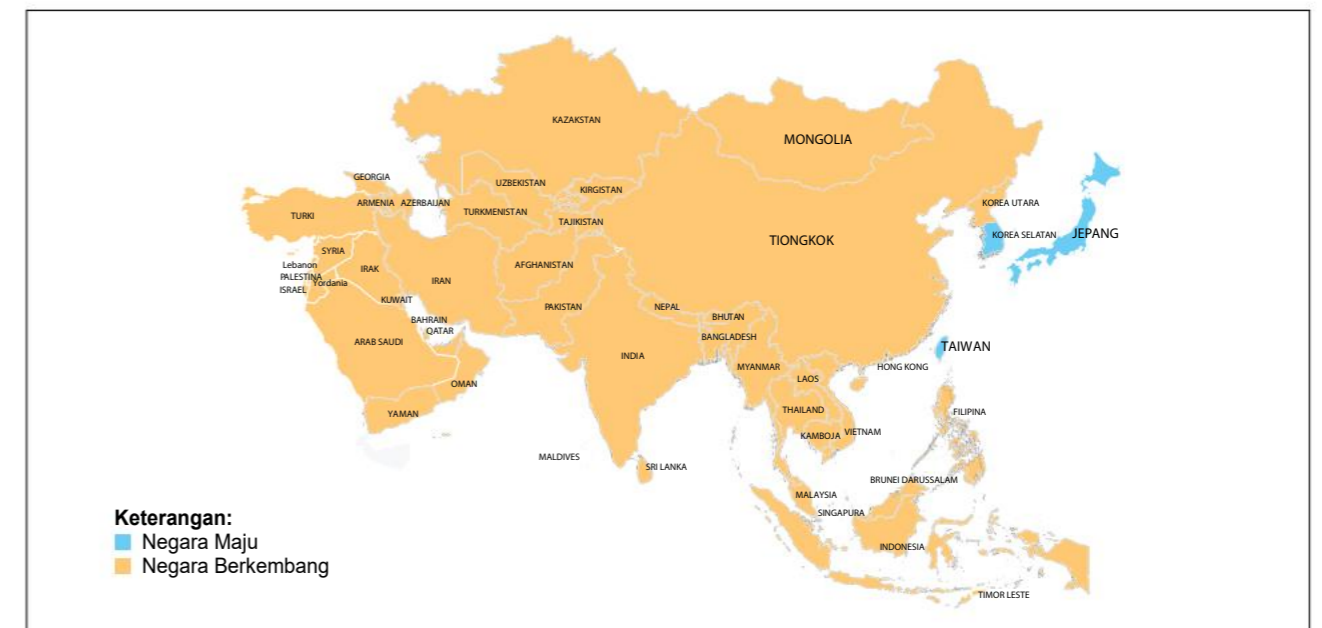 KAZAKSTAN
MONGOLIA
GEORGIA
UZBEKISTAN
KIRGISTAN
ARMENIA
AZERBAIJAN
TURKMENISTAN
KOREA UTARA
TURKI
TAJIKISTAN
KOREA SELATAN
JEPANG
TIONGKOK
SYRIA
Lebanon
IRAK
AFGHANISTAN
PALESTINA
Yordania
IRAN
ISRAEL
KUWAIT
PAKISTAN
NEPAL
BAHRAIN
BHUTAN
QATAR
BANGLADESH
ARAB SAUDI
TAIWAN
INDIA
MYANMAR
HONG KONG
LAOS
OMAN
YAMAN
THAILAND
FILIPINA
KAMBOJA
VIETNAM
MALDIVES
SRI LANKA
BRUNEI DARUSSALAM
MALAYSIA
SINGAPURA
INDONESIA
TIMOR LESTE
Keterangan:
Negara Maju
Negara Berkembang